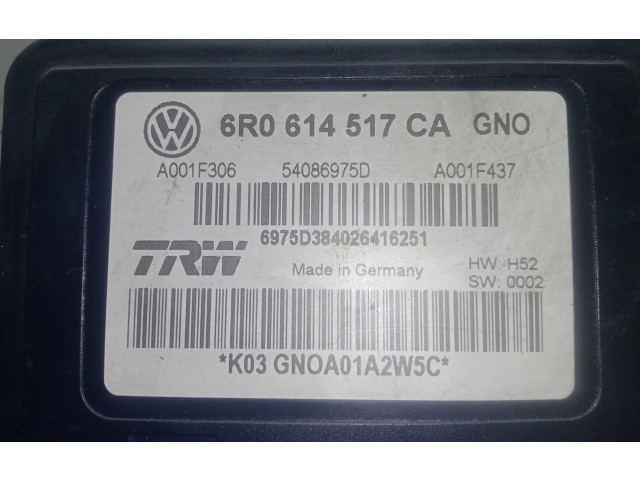 6R0 614 517 CA GNO
A001F306 54086975D A001F437
6975D384026416251
TRW Made in Germany HW: H52
SW: 0002
*K03 GNOA01A2W5C*